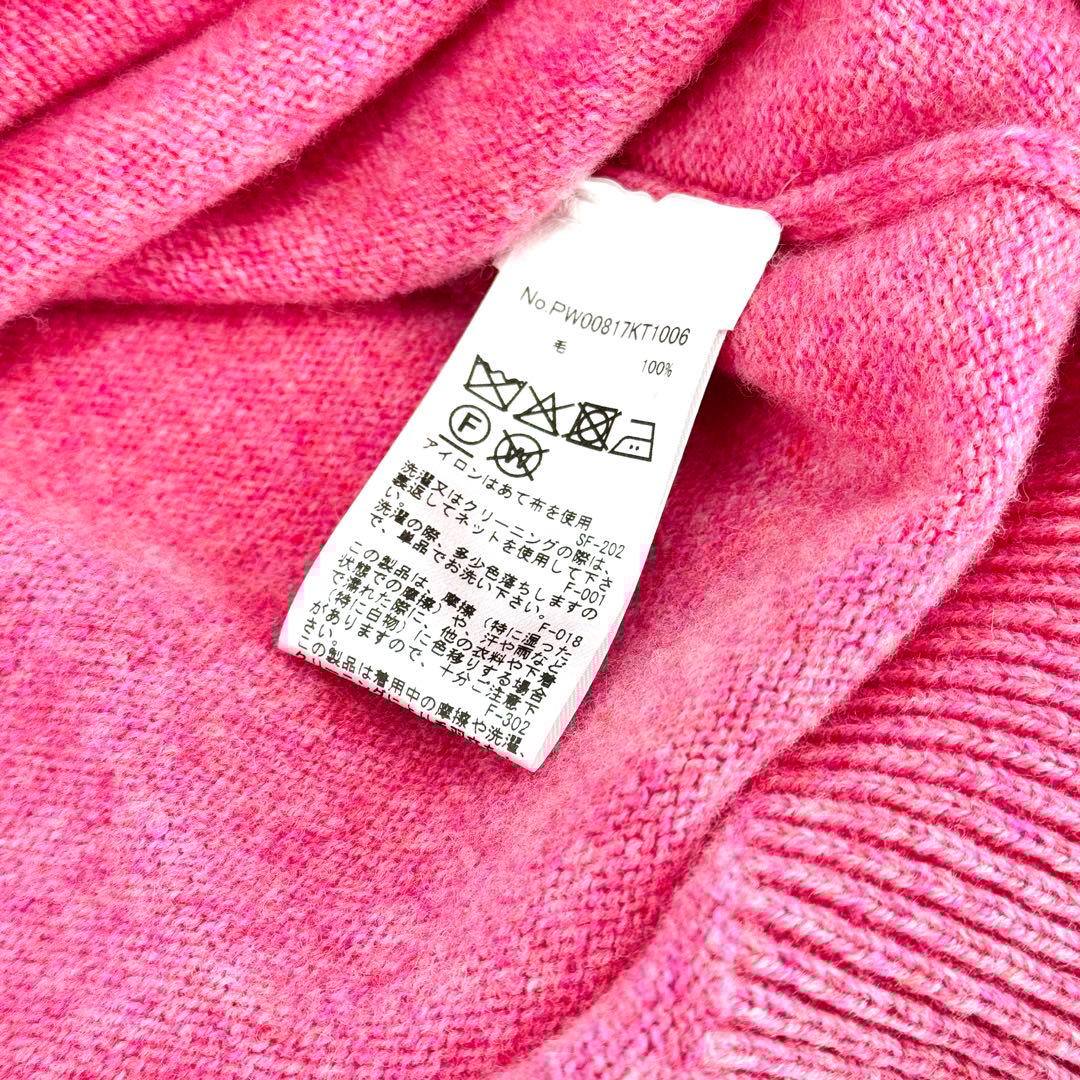 No.PW00817KT1006
毛 100%
F
W
アイロンはあて布を使用
SF-202
洗濯又はクリーニングの際は、
裏返してネットを使用して下さ
い。 F-001
洗濯の際、多少色落ちしますの
で、単品でお洗い下さい。
F-018
この製品は、摩擦（特に湿った
状態での摩擦）や、汗や雨など
で濡れた際に、他の衣料や下着
（特に白物）に色移りする場合
がありますので、十分ご注意下
さい。 F-302
この製品は着用中の摩擦や洗濯、